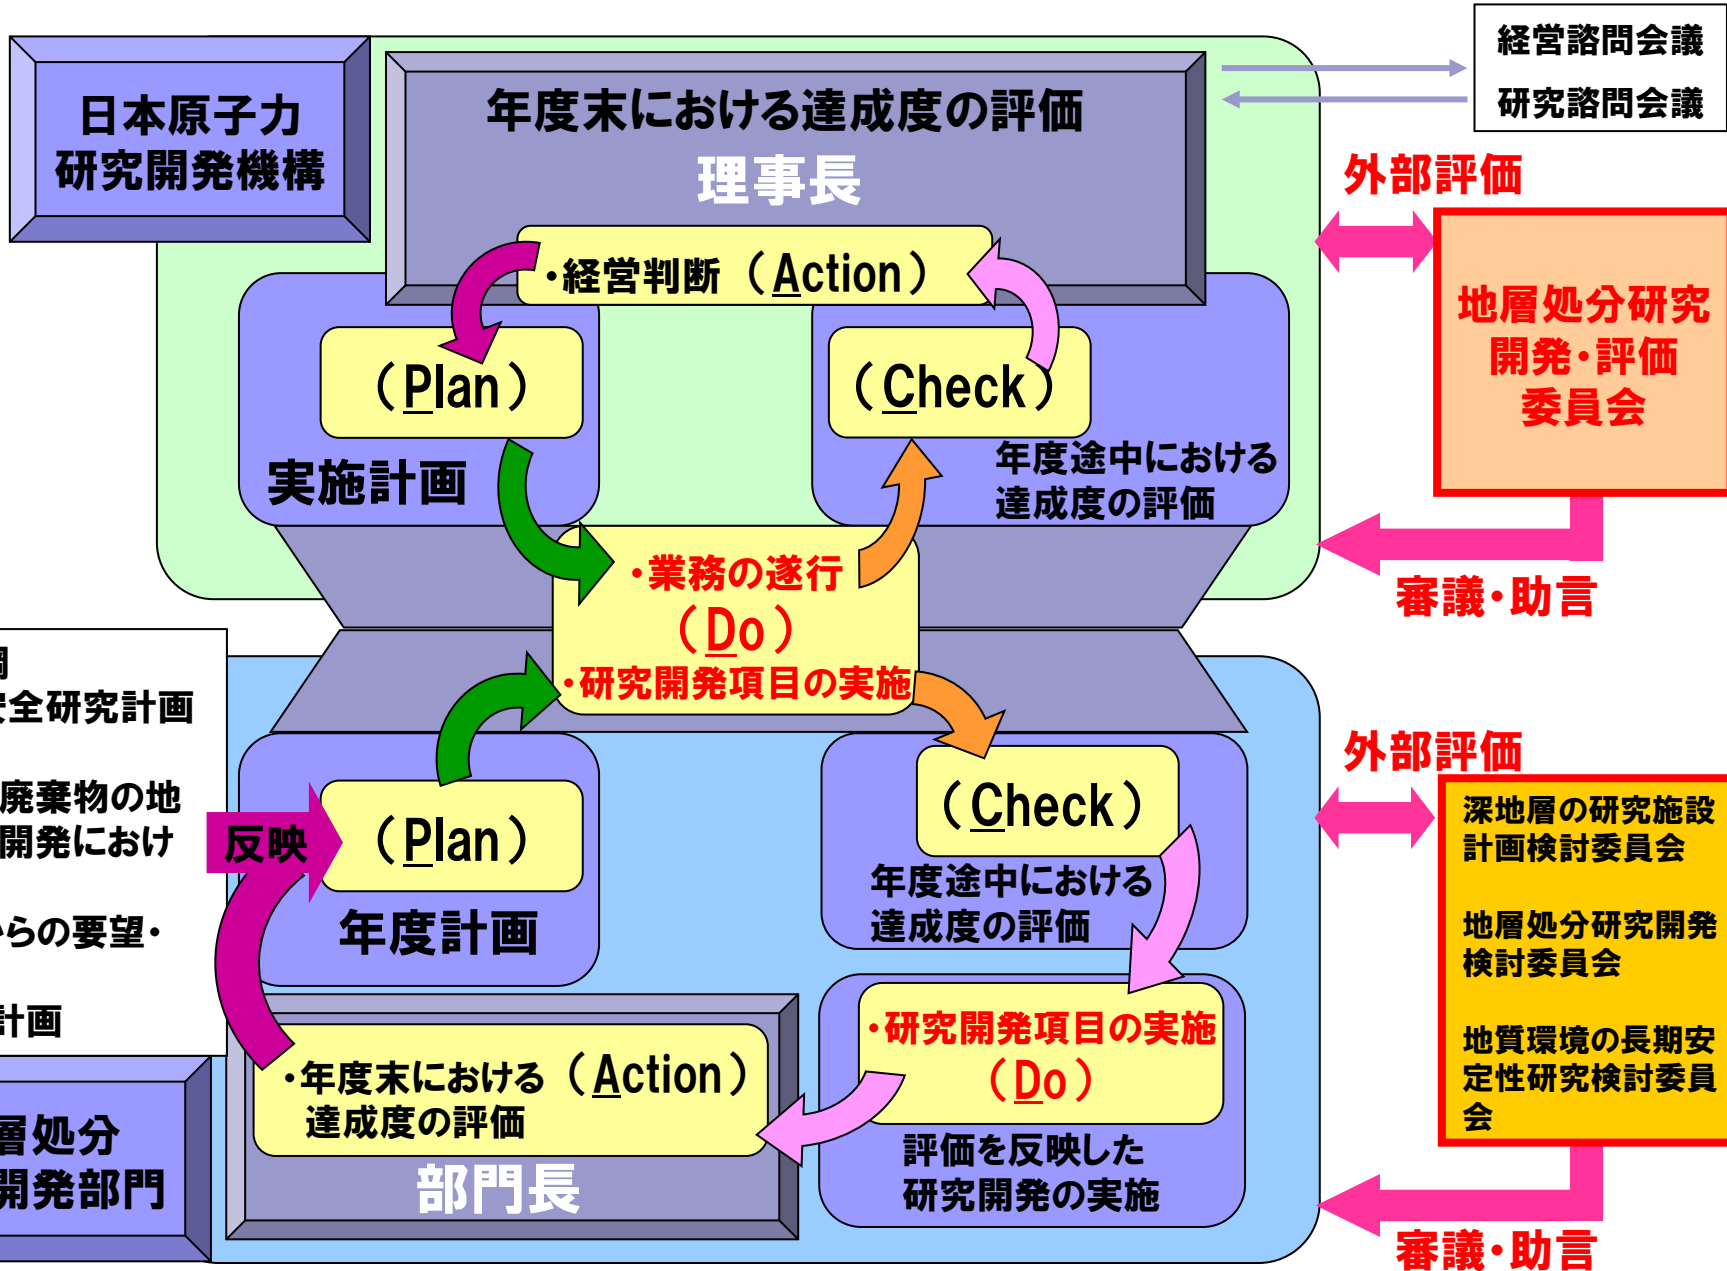 経営諮問会議
研究諮問会議
日本原子力
研究開発機構
年度末における達成度の評価
理事長
・経営判断（Action）
（Plan）
実施計画
（Check）
年度途中における
達成度の評価
外部評価
地層処分研究
開発・評価
委員会
審議・助言
・業務の遂行
（Do）
・研究開発項目の実施
全研究計画
廃棄物の地
開発におけ
らの要望・
計画
反映
（Plan）
年度計画
（Check）
年度途中における
達成度の評価
・研究開発項目の実施
（Do）
評価を反映した
研究開発の実施
・年度末における（Action）
達成度の評価
部門長
層処分
開発部門
外部評価
深地層の研究施設
計画検討委員会
地層処分研究開発
検討委員会
地質環境の長期安
定性研究検討委員
会
審議・助言